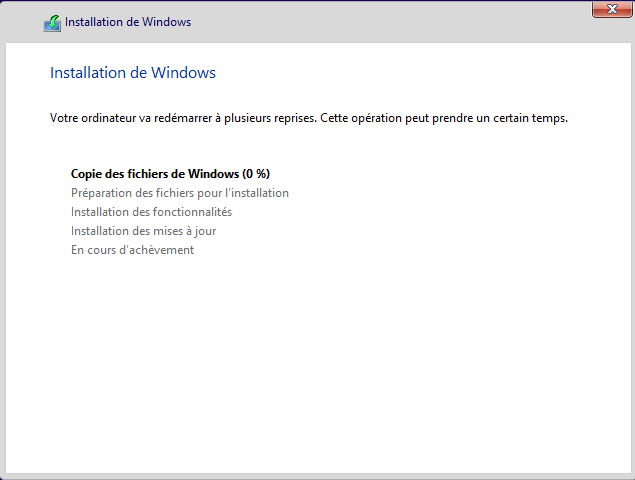 Installation de Windows
Installation de Windows
Votre ordinateur va redémarrer à plusieurs reprises. Cette opération peut prendre un certain temps.
Copie des fichiers de Windows (0 %)
Préparation des fichiers pour l'installation
Installation des fonctionnalités
Installation des mises à jour
En cours d'achèvement